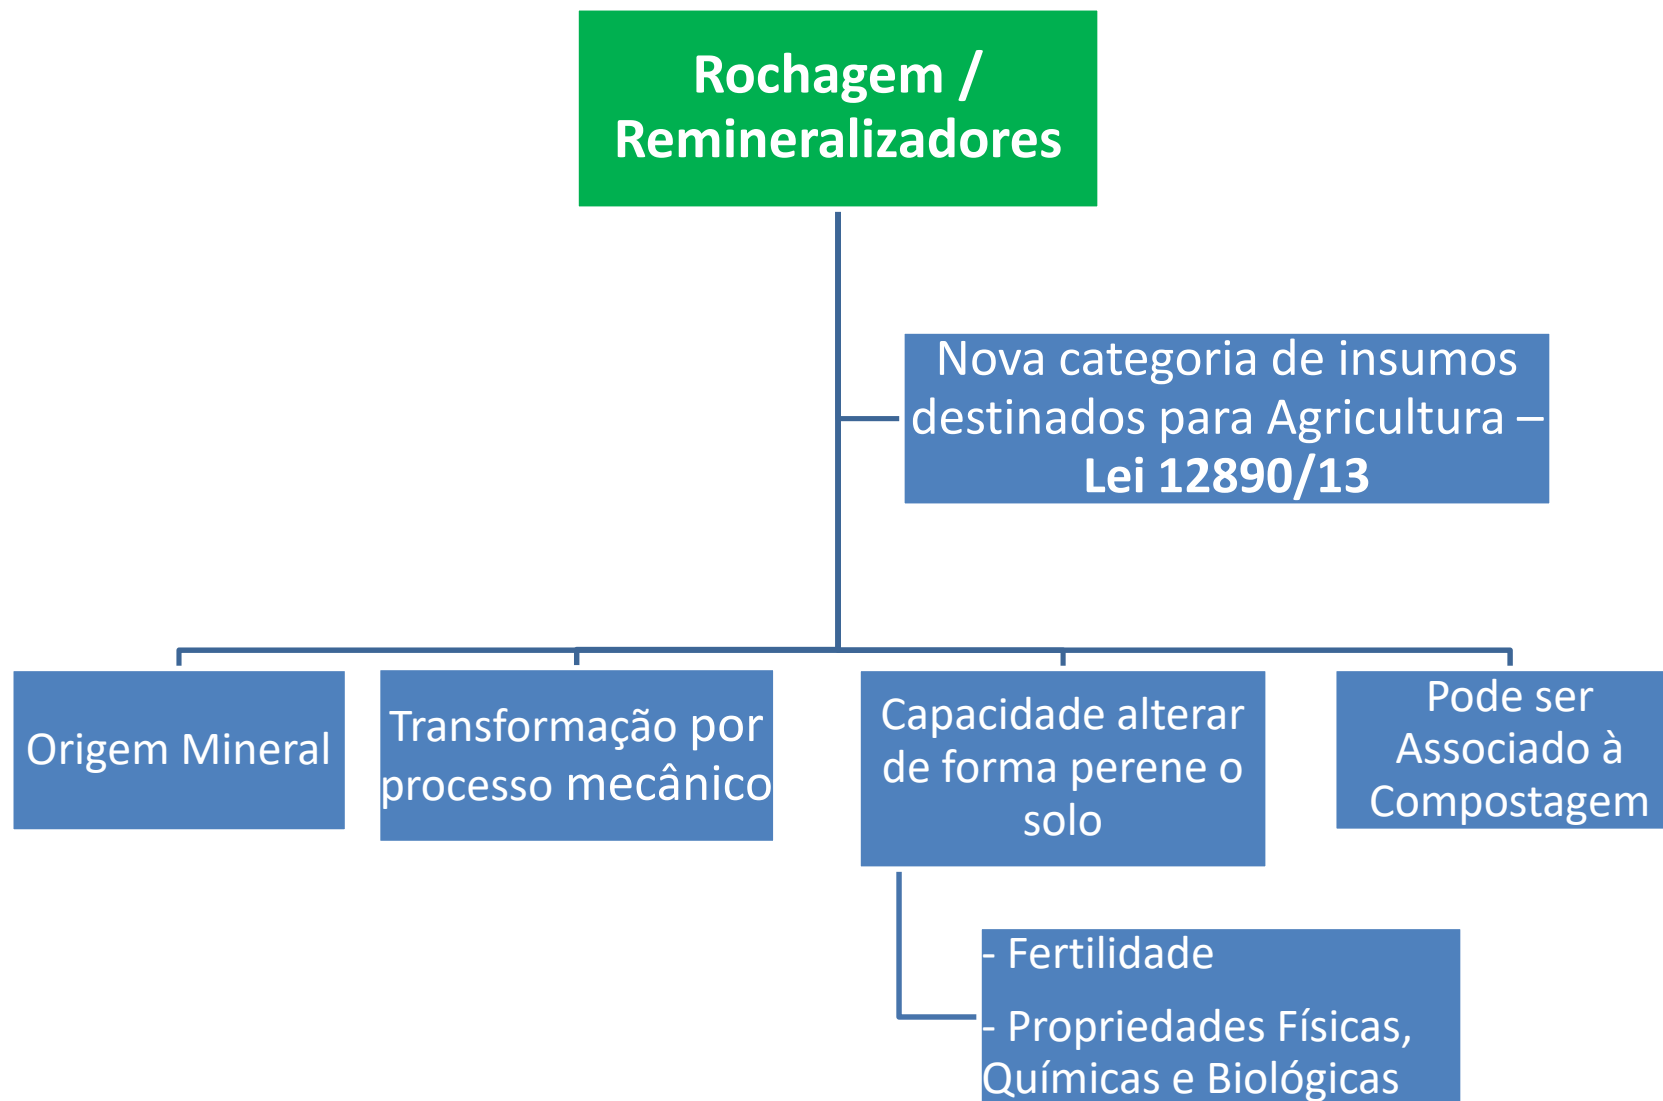 Rochagem /
Remineralizadores
Nova categoria de insumos
destinados para Agricultura –
Lei 12890/13
Origem Mineral
Transformação por
processo mecânico
Capacidade alterar
de forma perene o
solo
Pode ser
Associado à
Compostagem
- Fertilidade
- Propriedades Físicas,
Químicas e Biológicas